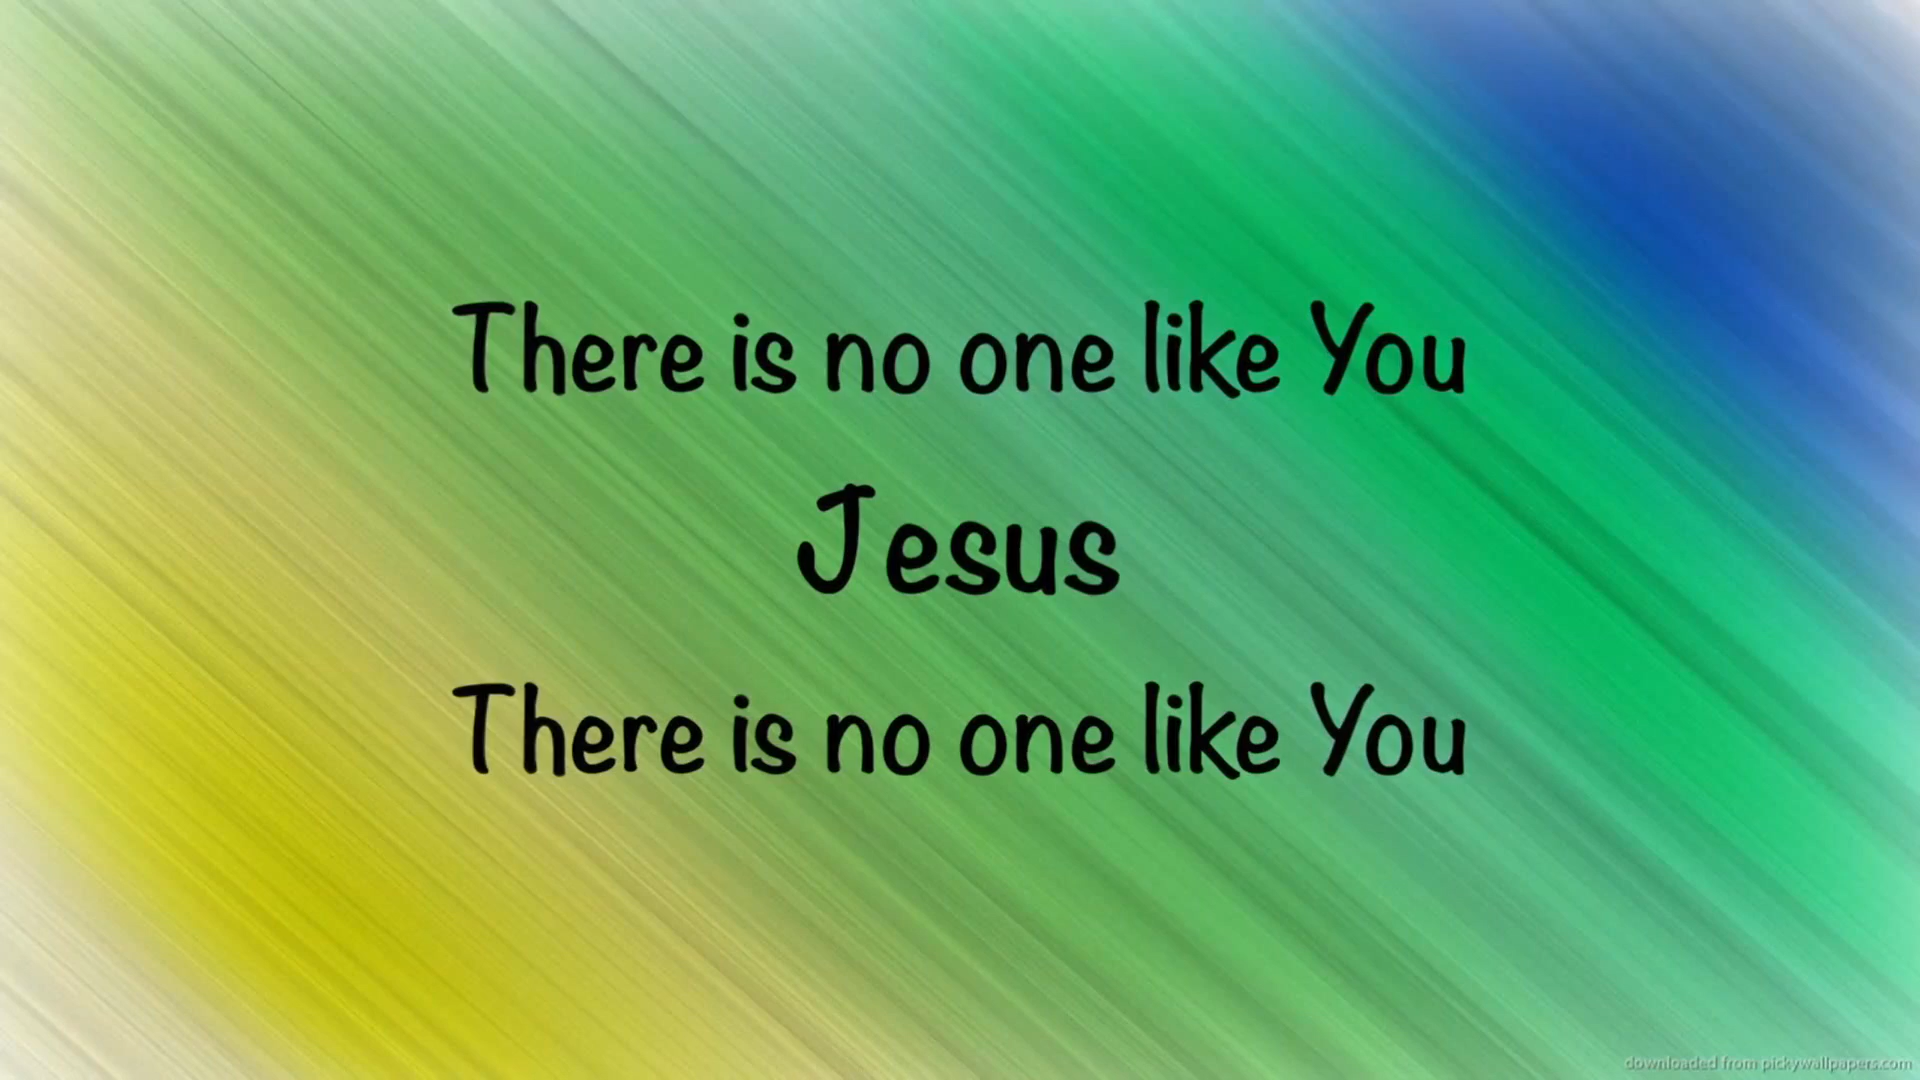 There is no one like You
Jesus
There is no one like You
downloaded from pickywallpapers.com